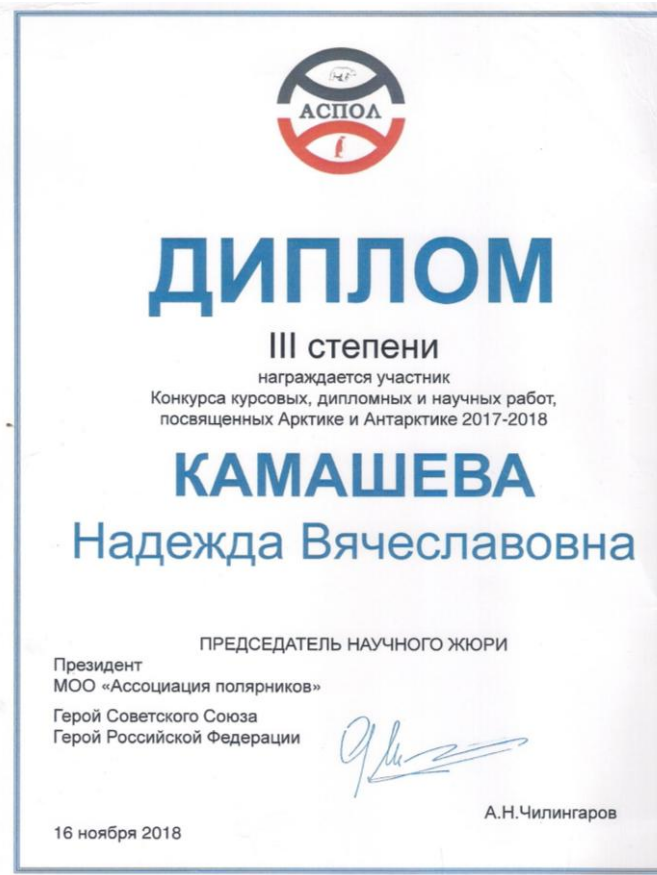 АСПОЛ
ДИПЛОМ
III степени
награждается участник
Конкурса курсовых, дипломных и научных работ,
посвященных Арктике и Антарктике 2017-2018
КАМАШЕВА
Надежда Вячеславовна
ПРЕДСЕДАТЕЛЬ НАУЧНОГО ЖЮРИ
Президент
МОО «Ассоциация полярников»
Герой Советского Союза
Герой Российской Федерации
А.Н.Чилингаров
16 ноября 2018